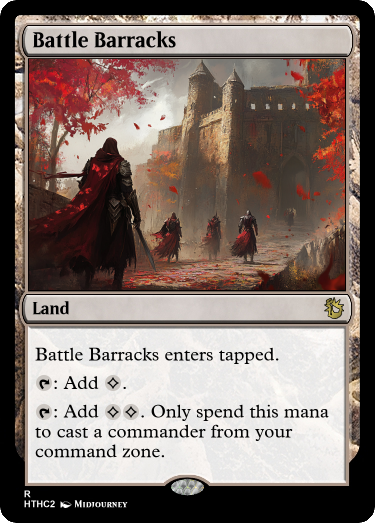 Battle Barracks
Land
Battle Barracks enters tapped.
: Add .
: Add . Only spend this mana
to cast a commander from your
command zone.
R
HTHC2 Midjourney